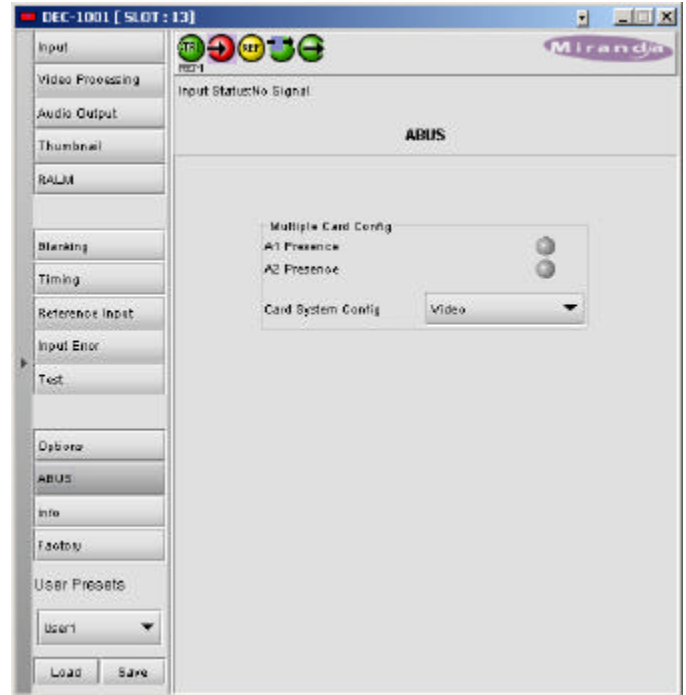 DEC-1001 [ SLOT : 13]
Input
Video Processing
Audio Output
Thumbnail
RALM
Blanking
Timing
Reference Input
Input Error
Test
Options
ABUS
Info
Factory
User Presets
User1
Load Save
REF
REM
Miranda
Input Status:No Signal
ABUS
Multiple Card Config
A1 Presence
A2 Presence
Card System Config Video